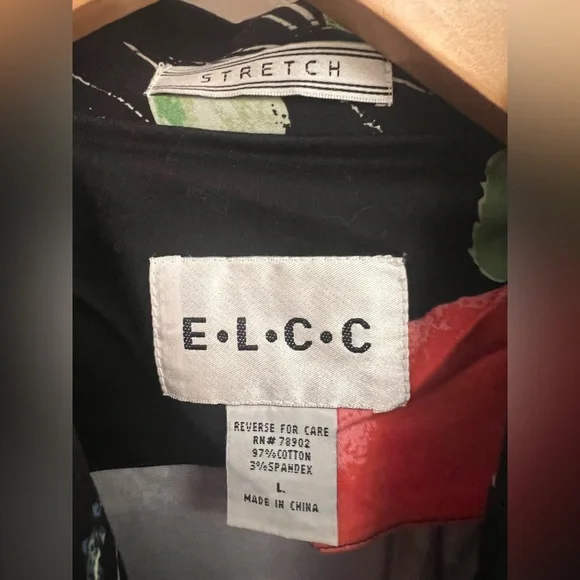 STRETCH
E•L•C•C
REVERSE FOR CARE
RN# 78902
97%COTTON
3%SPANDEX
L
MADE IN CHINA